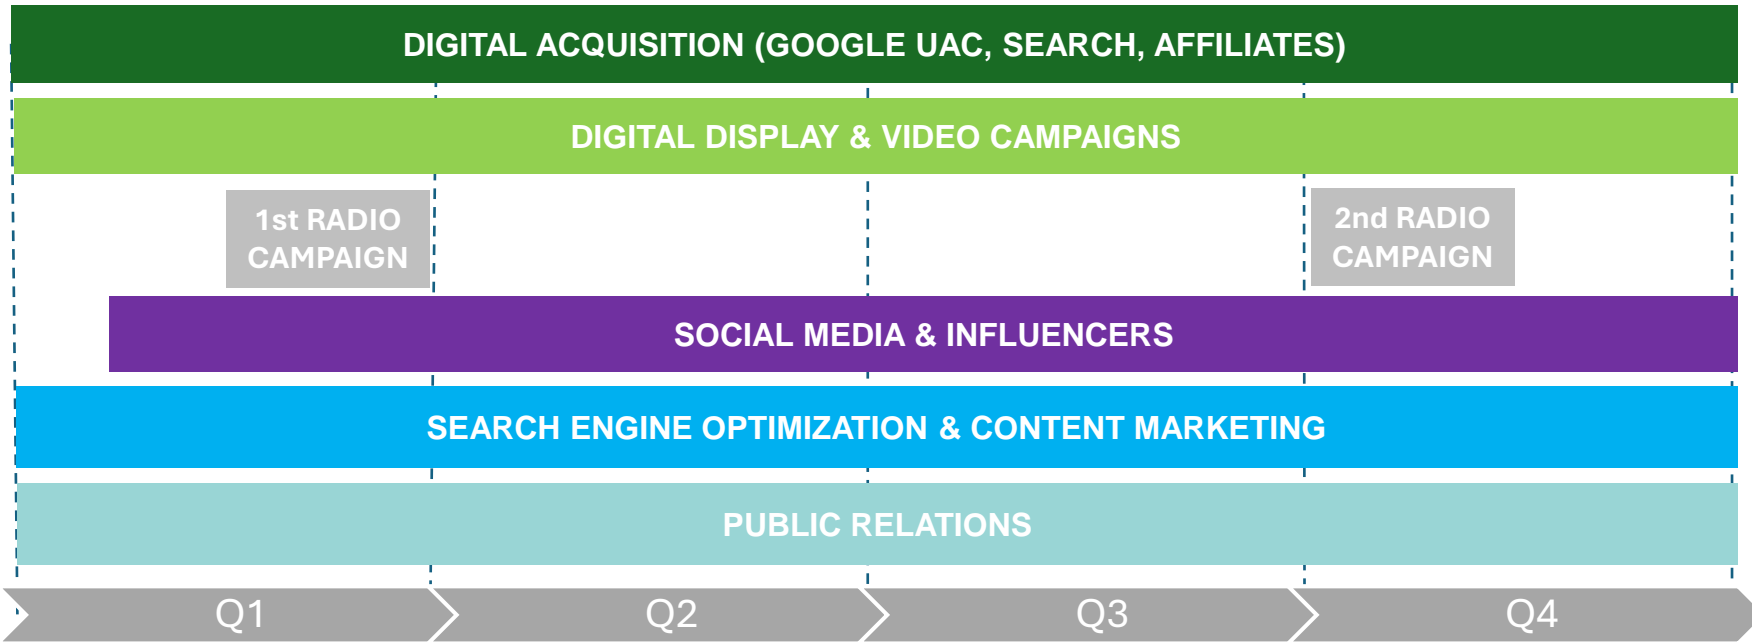 DIGITAL ACQUISITION (GOOGLE UAC, SEARCH, AFFILIATES)
DIGITAL DISPLAY & VIDEO CAMPAIGNS
1st RADIO
CAMPAIGN
2nd RADIO
CAMPAIGN
SOCIAL MEDIA & INFLUENCERS
SEARCH ENGINE OPTIMIZATION & CONTENT MARKETING
PUBLIC RELATIONS
Q1
Q2
Q3
Q4